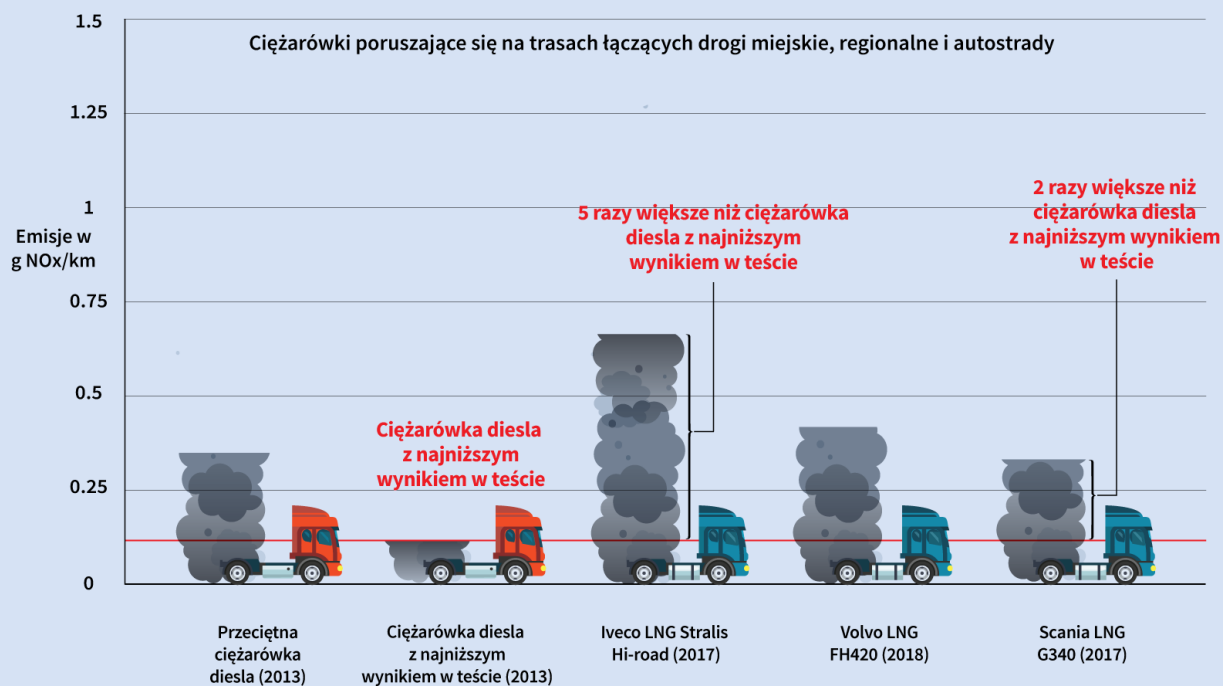 1.5
Ciężarówki poruszające się na trasach łączących drogi miejskie, regionalne i autostrady
1.25
1
Emisje w
g NOx/km
0.75
0.5
0.25
0
5 razy większe niż ciężarówka
diesla z najniższym
wynikiem w teście
2 razy większe niż
ciężarówka diesla
z najniższym wynikiem
w teście
Ciężarówka diesla
z najniższym
wynikiem w teście
Przeciętna
ciężarówka
diesla (2013)
Ciężarówka diesla
z najniższym
wynikiem w teście (2013)
Iveco LNG Stralis
Hi-road (2017)
Volvo LNG
FH420 (2018)
Scania LNG
G340 (2017)